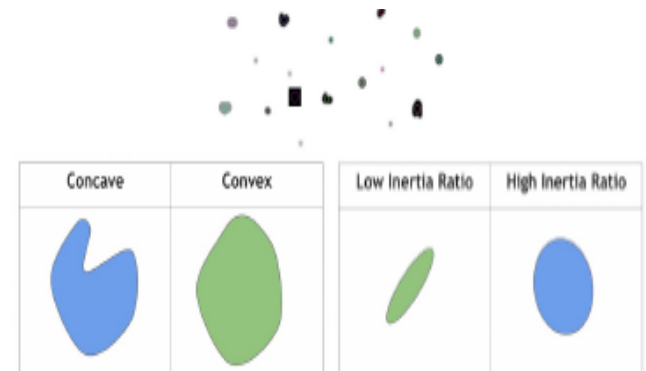 Concave
Convex
Low Inertia Ratio
High Inertia Ratio